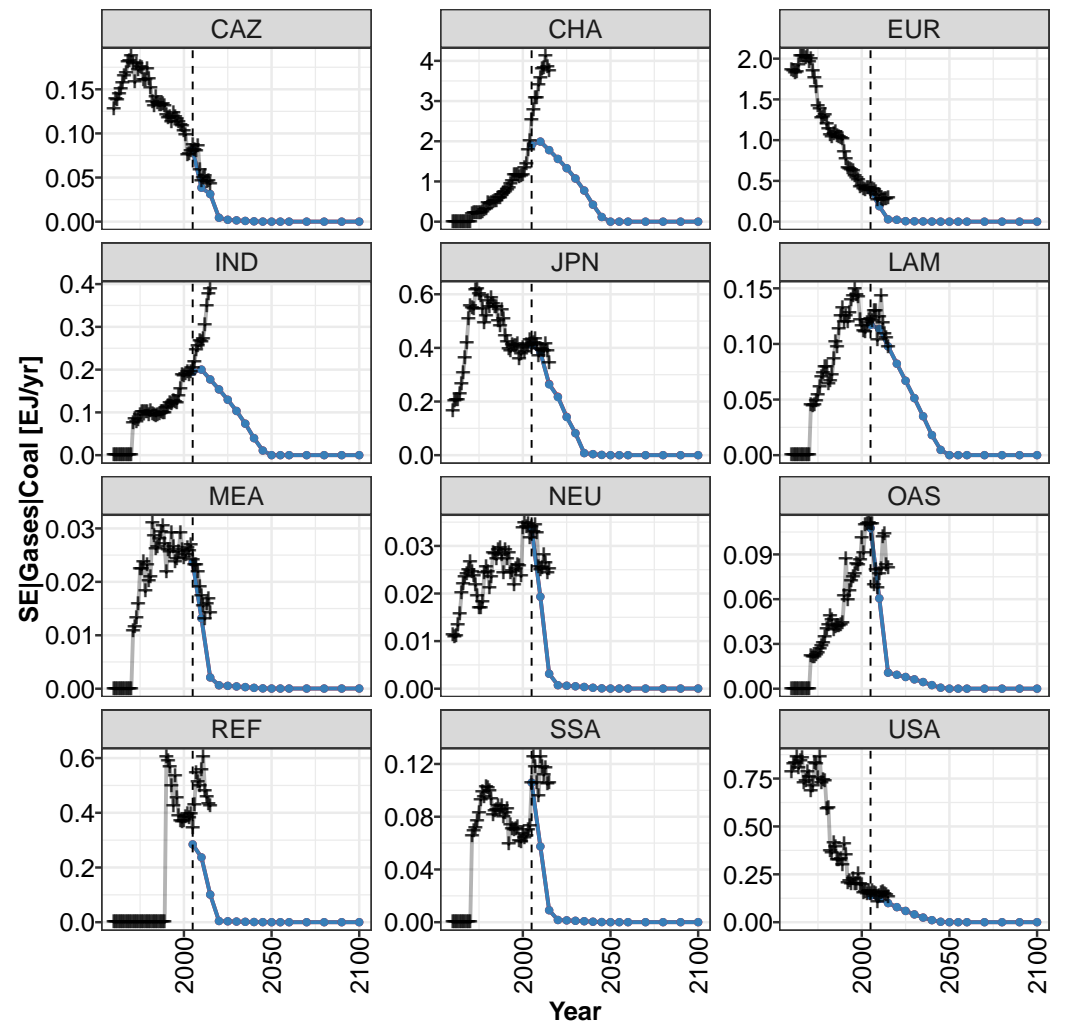 CAZ CHA EUR
0.15 4 2.0
0.10 3 1.5
0.05 2 1.0
0.00 1 0.5
0 0.0
IND JPN LAM
0.4 0.6 0.15
0.3 0.4 0.10
0.2 0.2 0.05
0.1 0.0 0.00
0.0
SE|Gases|Coal [EJ/yr]
MEA NEU OAS
0.03 0.03 0.09
0.02 0.02 0.06
0.01 0.01 0.03
0.00 0.00 0.00
REF SSA USA
0.6 0.12 0.75
0.4 0.08 0.50
0.2 0.04 0.25
0.0 0.00 0.00
2000 2050 2100 2000 2050 2100 2000 2050 2100
Year